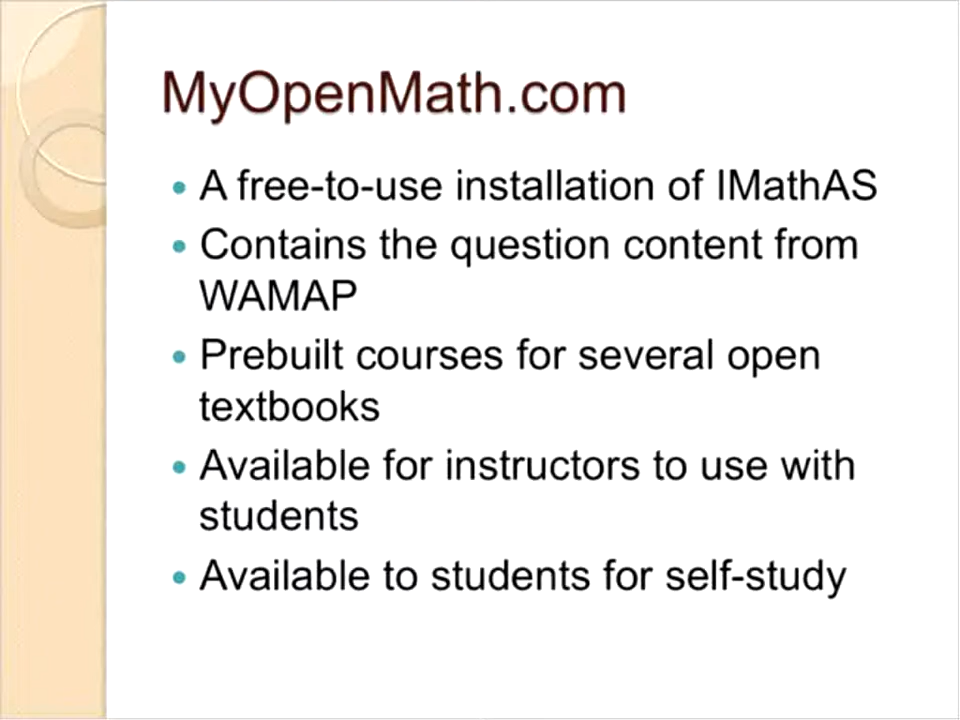 MyOpenMath.com
• A free-to-use installation of IMathAS
• Contains the question content from
WAMAP
• Prebuilt courses for several open
textbooks
• Available for instructors to use with
students
• Available to students for self-study